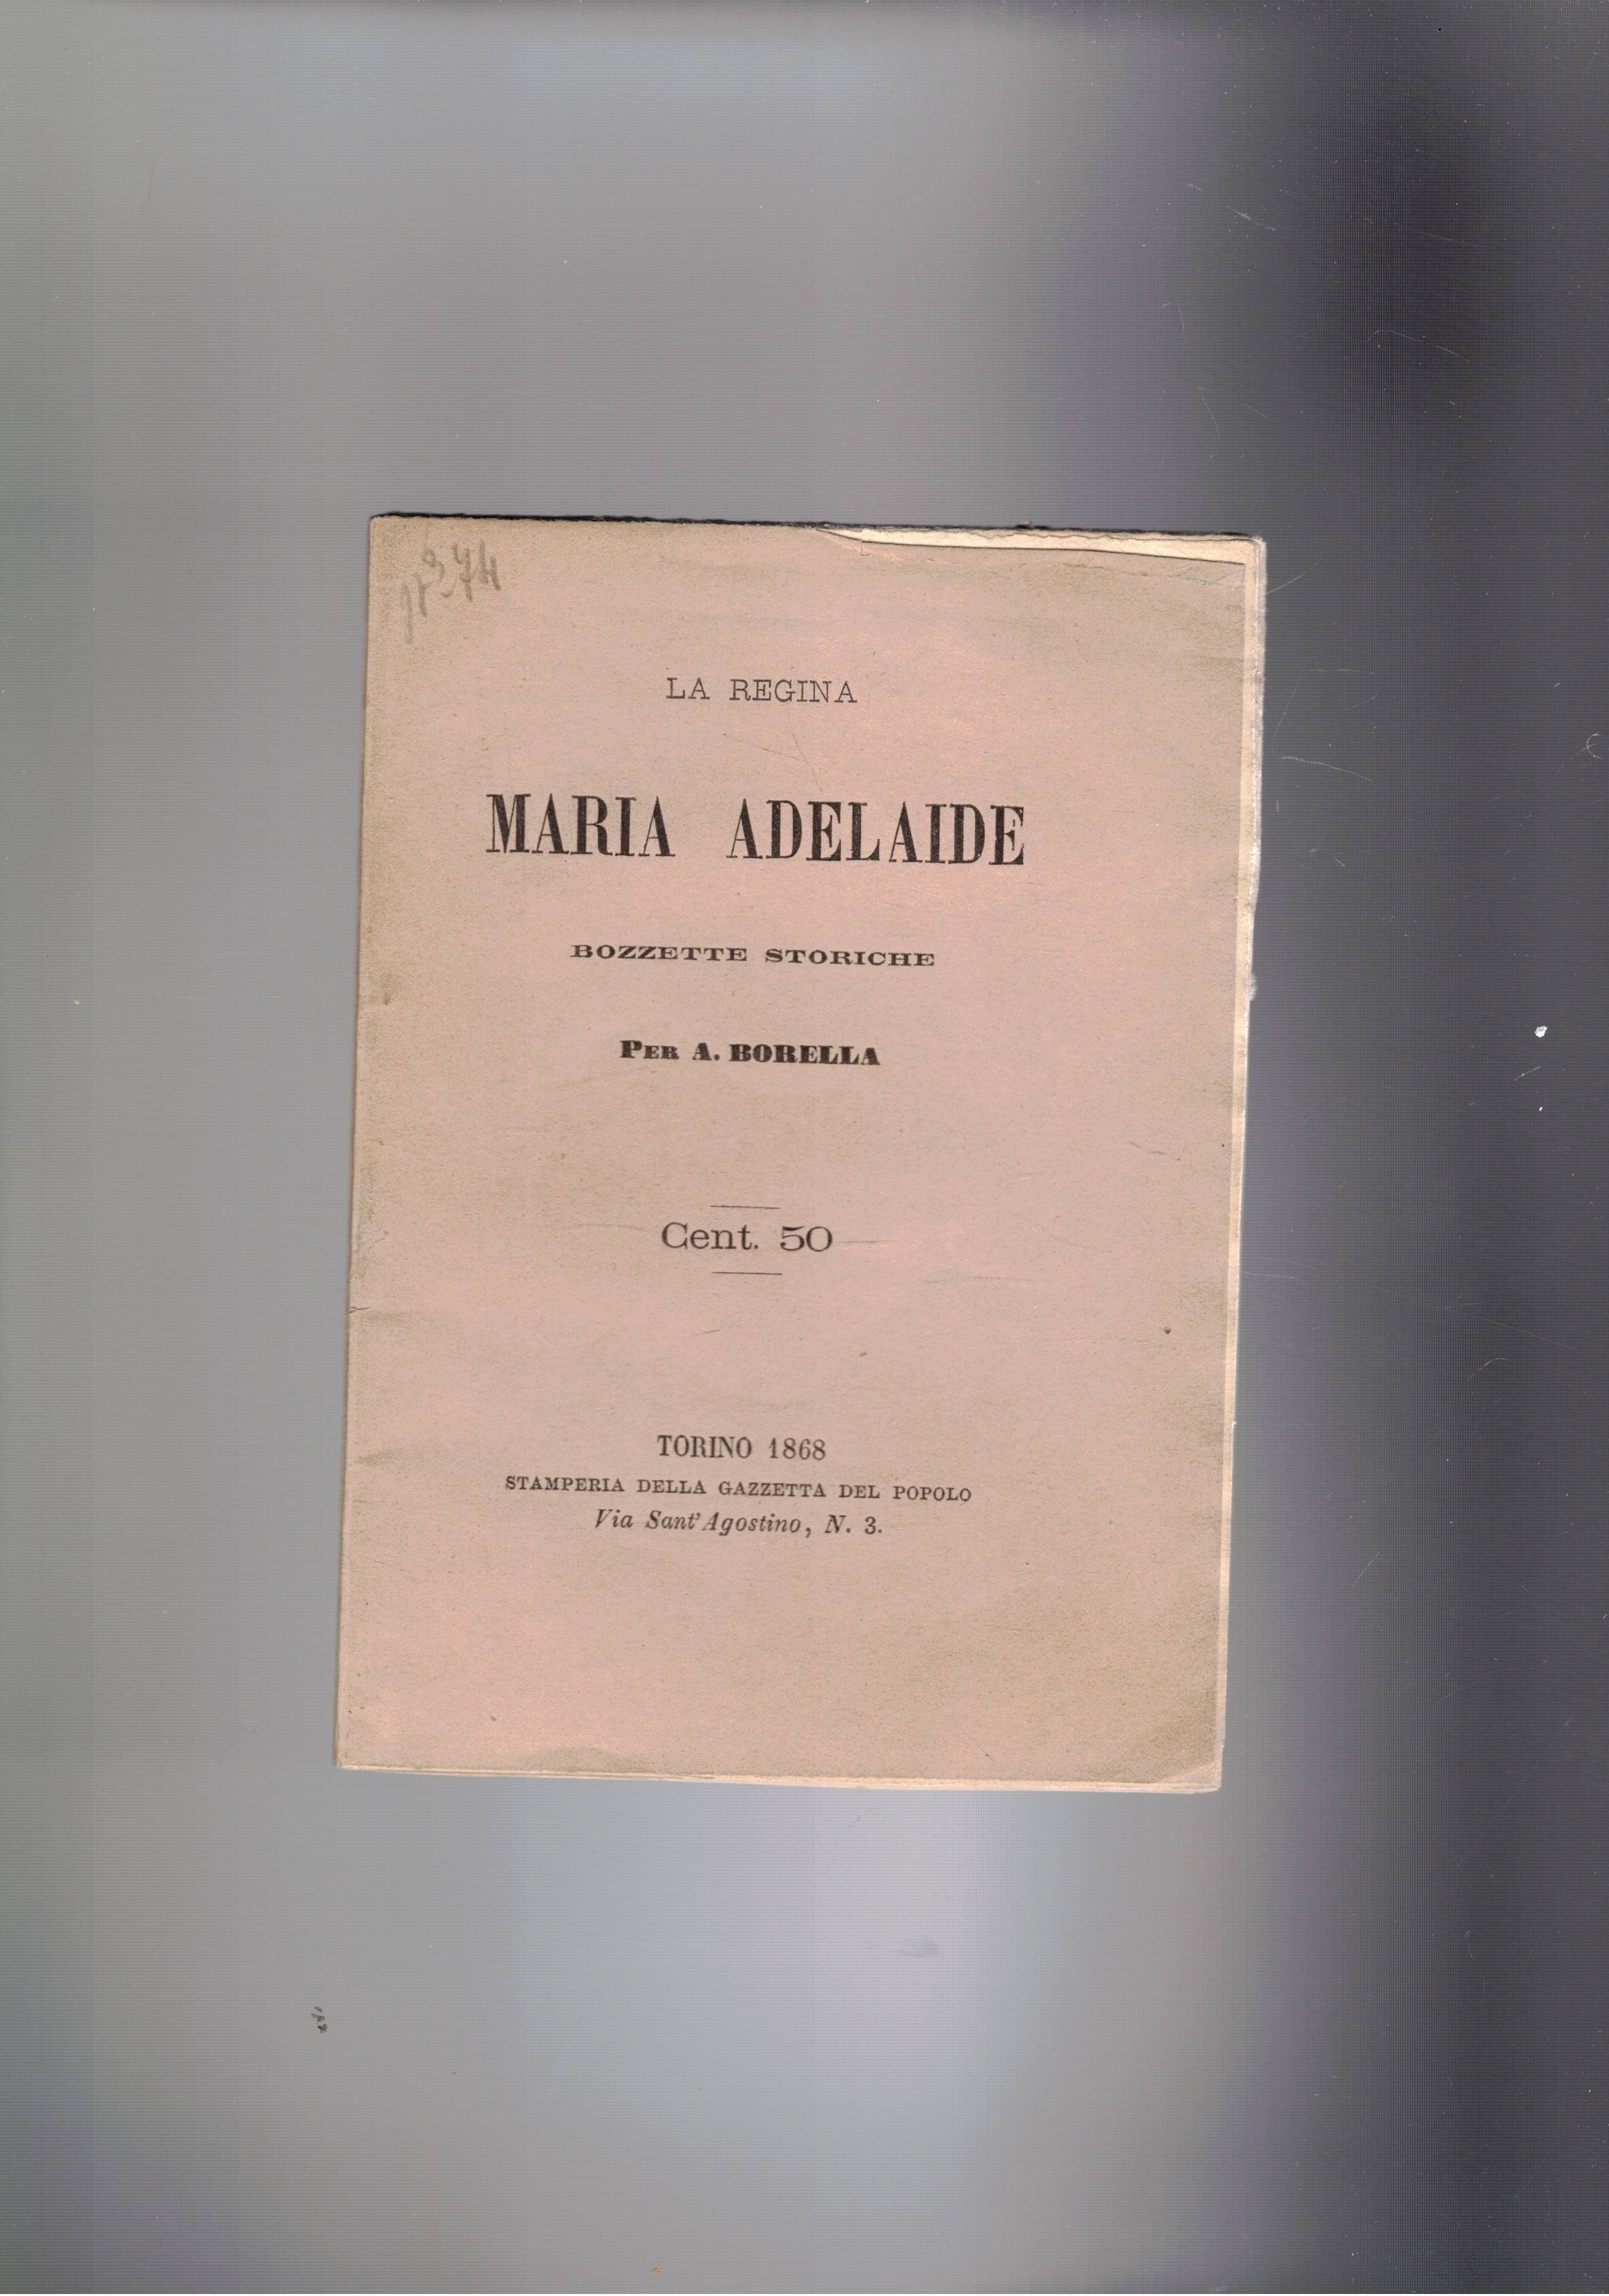 LA REGINA
MARIA ADELAIDE
BOZZETTE STORICHE
PER A. BORELLA
Cent. 50
TORINO 1868
STAMPERIA DELLA GAZZETTA DEL POPOLO
Via Sant'Agostino, N. 3.